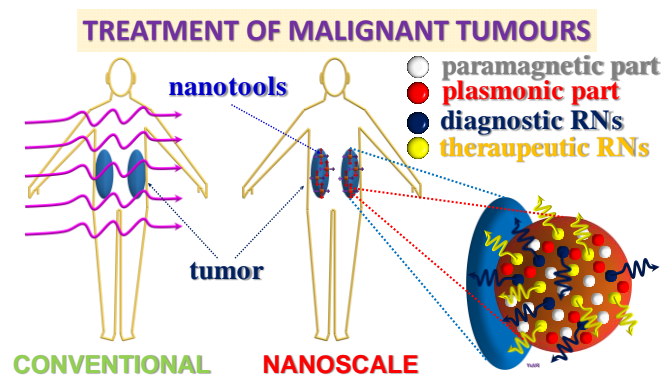 TREATMENT OF MALIGNANT TUMOURS
nanotools
paramagnetic part
plasmonic part
diagnostic RNs
theraupeutic RNs
tumor
CONVENTIONAL
NANOSCALE